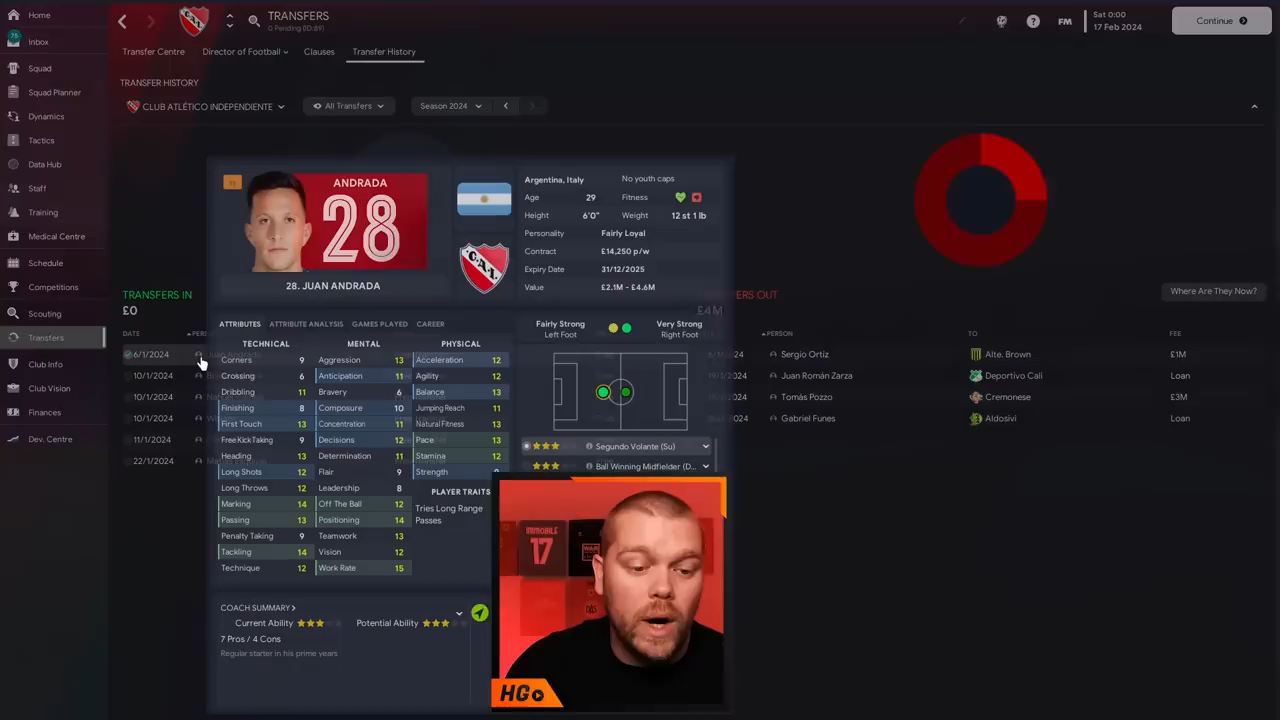 Home
75
Inbox
Squad
Squad Planner
Dynamics
Tactics
Data Hub
Staff
Training
Medical Centre
Schedule
Competitions
Scouting
Transfers
Club Info
Club Vision
Finances
Dev. Centre
TRANSFERS
0 Pending (ID:89)
FM
Sat 0:00
17 Feb 2024
Continue
Transfer Centre
Director of Football
Clauses
Transfer History
TRANSFER HISTORY
CLUB ATLÉTICO INDEPENDIENTE
All Transfers
Season 2024
TRANSFERS IN
£0
DATE
6/1/2024
10/1/2024
10/1/2024
10/1/2024
11/1/2024
22/1/2024
ANDRADA
28
28. JUAN ANDRADA
C.A.I.
Argentina, Italy
No youth caps
Age 29
Fitness
Height 6'0"
Weight 12 st 1 lb
Personality Fairly Loyal
Contract £14,250 p/w
Expiry Date 31/12/2025
Value £2.1M - £4.6M
ATTRIBUTES
ATTRIBUTE ANALYSIS
GAMES PLAYED
CAREER
TECHNICAL
Corners 9
Crossing 6
Dribbling 11
Finishing 8
First Touch 13
Free Kick Taking 9
Heading 13
Long Shots 12
Long Throws 12
Marking 14
Passing 13
Penalty Taking 9
Tackling 14
Technique 12
MENTAL
Aggression 13
Anticipation 11
Bravery 6
Composure 10
Concentration 11
Decisions 12
Determination 11
Flair 9
Leadership 8
Off The Ball 12
Positioning 14
Teamwork 13
Vision 12
Work Rate 15
PHYSICAL
Acceleration 12
Agility 12
Balance 13
Jumping Reach 11
Natural Fitness 13
Pace 13
Stamina 12
Strength
PLAYER TRAITS
Tries Long Range
Passes
Fairly Strong
Left Foot
Very Strong
Right Foot
Segundo Volante (Su)
Ball Winning Midfielder (D...
COACH SUMMARY
Current Ability
Potential Ability
7 Pros / 4 Cons
Regular starter in his prime years
IMMOBILE
17
HG
£4M
Where Are They Now?
PERSON
TO
FEE
Sergio Ortiz
Alte. Brown
£1M
Juan Román Zarza
Deportivo Cali
Loan
Tomás Pozzo
Cremonese
£3M
Gabriel Funes
Aldosivi
Loan